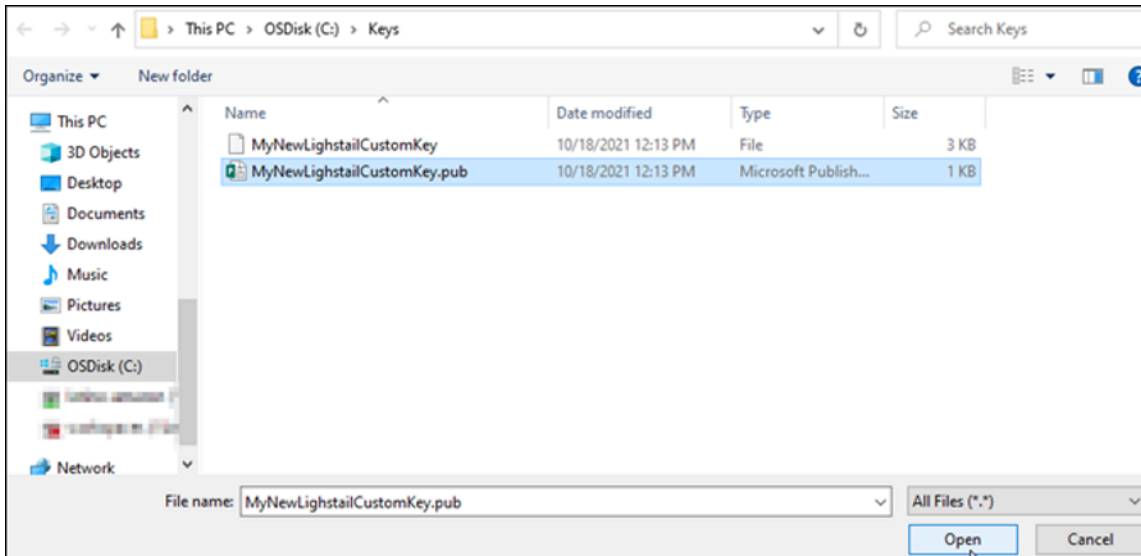 This PC > OSDisk (C:) > Keys
Search Keys
Organize
New folder
Name Date modified Type Size
MyNewLighstailCustomKey 10/18/2021 12:13 PM File 3 KB
MyNewLighstailCustomKey.pub 10/18/2021 12:13 PM Microsoft Publish... 1 KB
This PC
3D Objects
Desktop
Documents
Downloads
Music
Pictures
Videos
OSDisk (C:)
Network
File name: MyNewLighstailCustomKey.pub
All Files (*.*)
Open Cancel